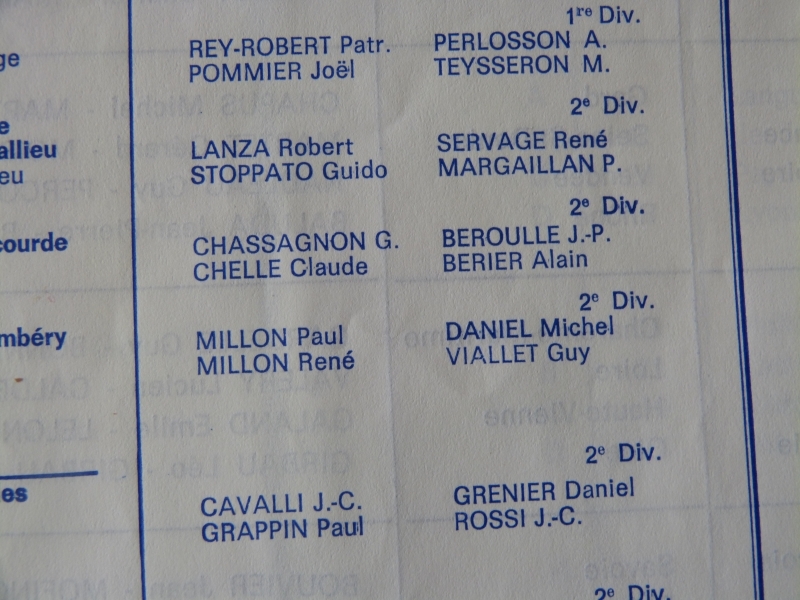 1re Div.
REY-ROBERT Patr. PERLOSSON A.
POMMIER Joël TEYSSERON M.
2e Div.
allieu LANZA Robert SERVAGE René
STOPPATO Guido MARGAILLAN P.
2e Div.
courde CHASSAGNON G. BEROULLE J.-P.
CHELLE Claude BERIER Alain
2e Div.
mbéry MILLON Paul DANIEL Michel
MILLON René VIALLET Guy
2e Div.
es CAVALLI J.-C. GRENIER Daniel
GRAPPIN Paul ROSSI J.-C.
2e Div.